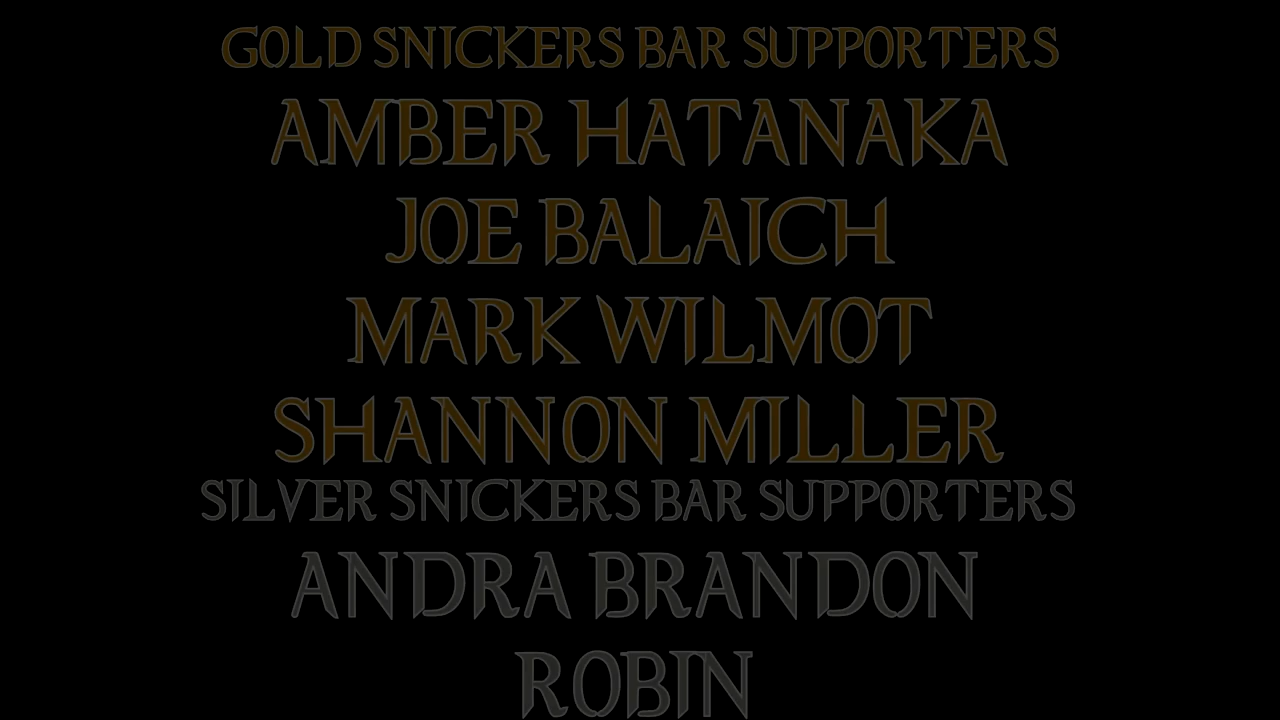 GOLD SNICKERS BAR SUPPORTERS
AMBER HATANAKA
JOE BALAICH
MARK WILMOT
SHANNON MILLER
SILVER SNICKERS BAR SUPPORTERS
ANDRA BRANDON
ROBIN